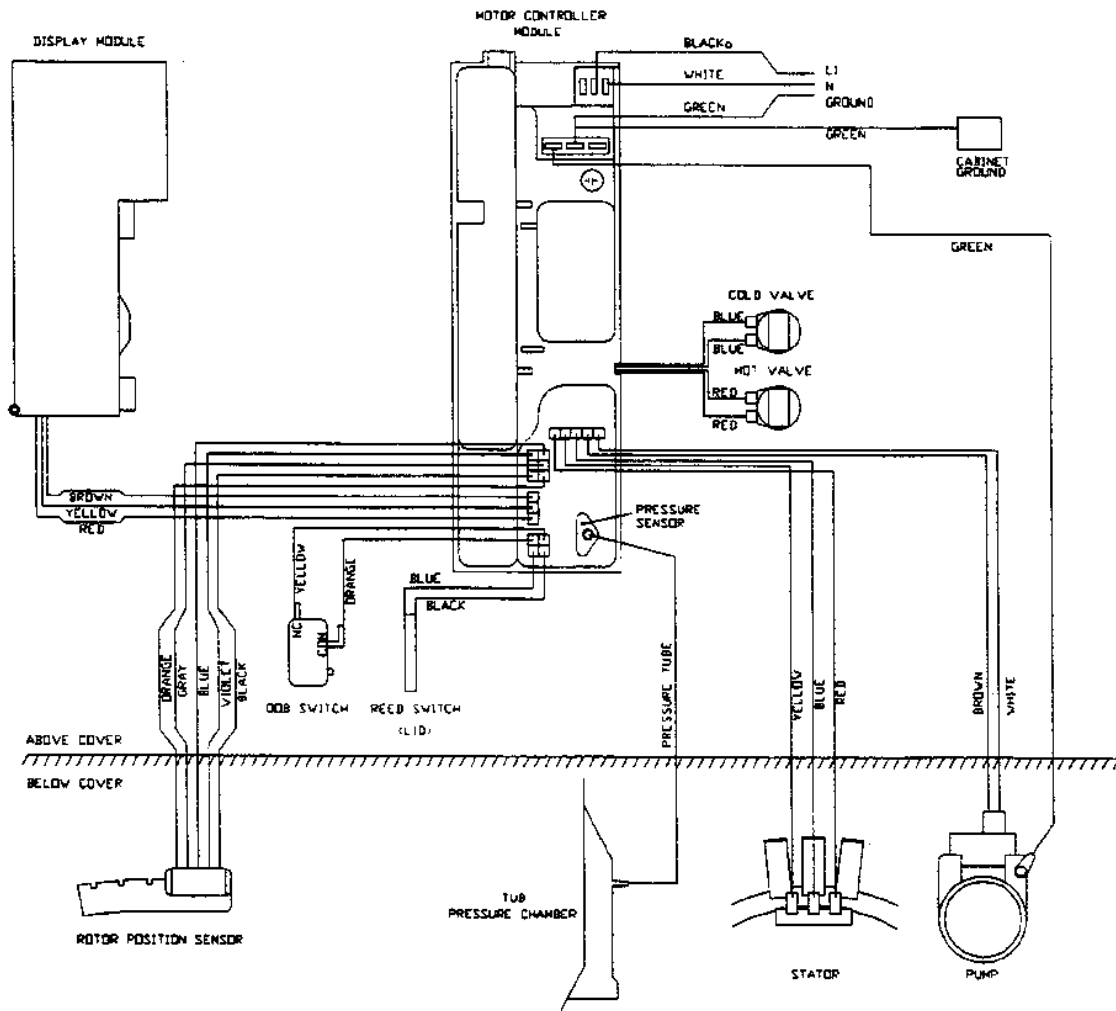 MOTOR CONTROLLER
MODULE
DISPLAY MODULE
BLACK
WHITE
GREEN
GREEN
L1
N
GROUND
CABINET
GROUND
GREEN
COLD VALVE
BLUE
BLUE
HOT VALVE
RED
RED
BROWN
YELLOW
RED
PRESSURE
SENSOR
YELLOW
ORANGE
BLUE
BLACK
NC
COM
OOB SWITCH
REED SWITCH
(LID)
ORANGE
GRAY
BLUE
VIOLET
BLACK
PRESSURE TUBE
YELLOW
BLUE
RED
BROWN
WHITE
ABOVE COVER
BELOW COVER
ROTOR POSITION SENSOR
TUB
PRESSURE CHAMBER
STATOR
PUMP